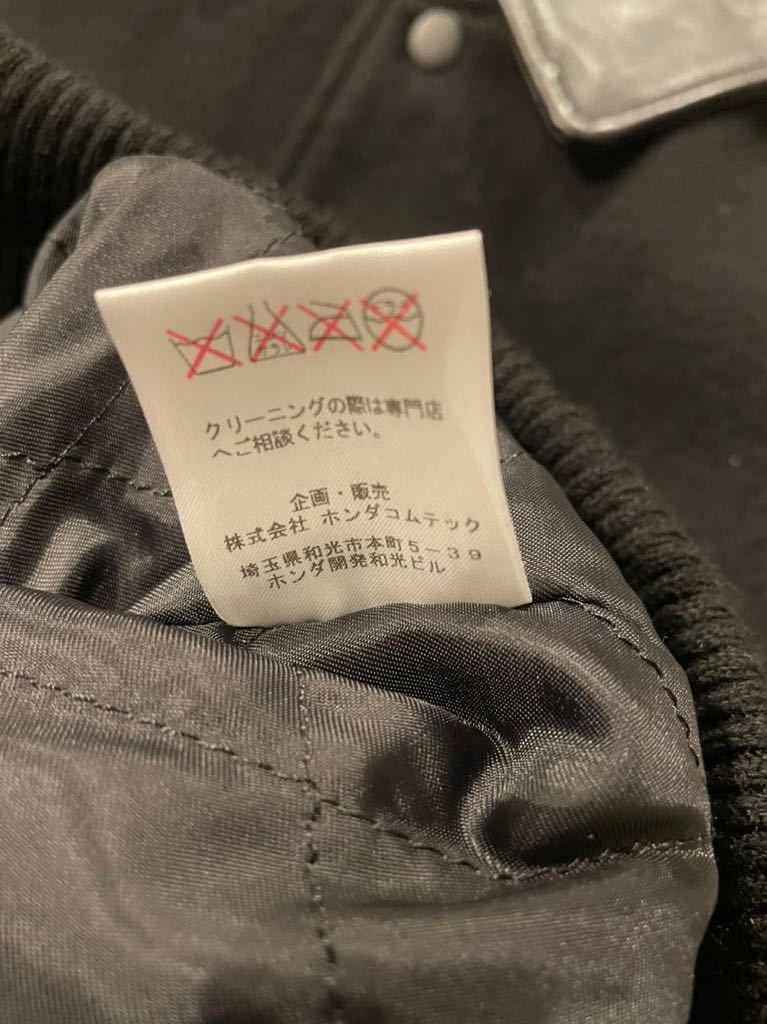 クリーニングの際は専門店
へご相談ください。
企画・販売
株式会社 ホンダコムテック
埼玉県和光市本町５−３９
ホンダ開発和光ビル